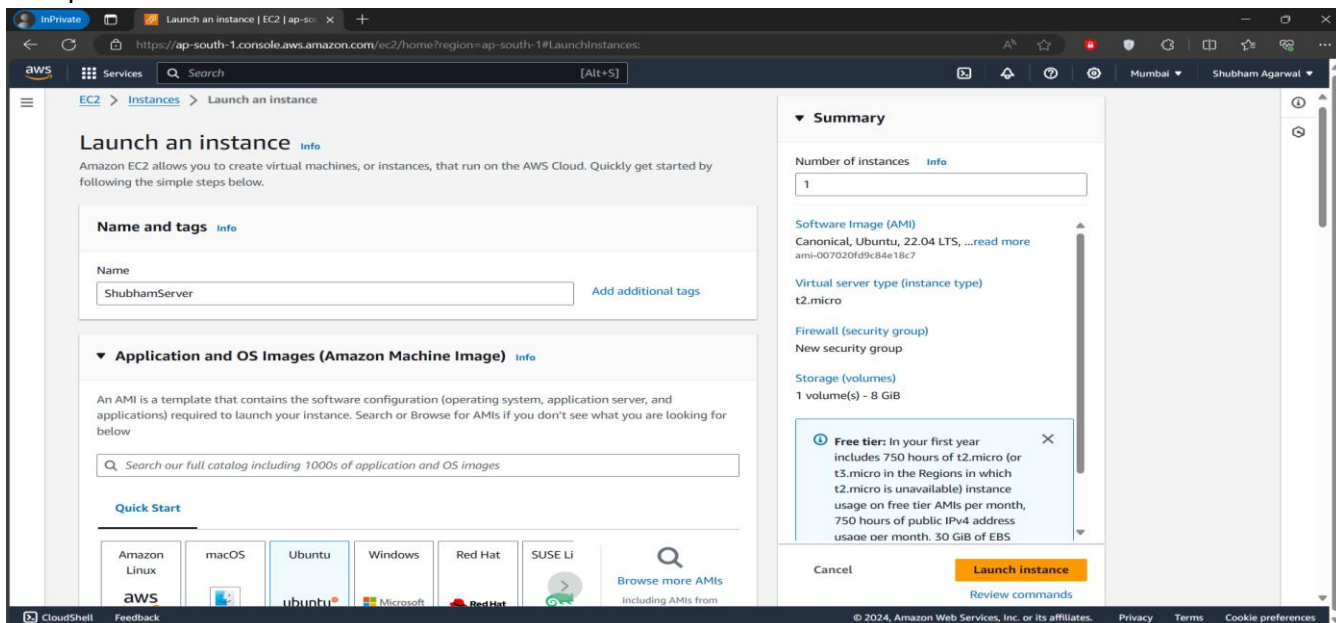 InPrivate
Launch an instance | EC2 | ap-so
https://ap-south-1.console.aws.amazon.com/ec2/home?region=ap-south-1#LaunchInstances:
aws
Services
Search
[Alt+S]
Mumbai
Shubham Agarwal
EC2 > Instances > Launch an instance
Launch an instance Info
Amazon EC2 allows you to create virtual machines, or instances, that run on the AWS Cloud. Quickly get started by
following the simple steps below.
Name and tags Info
Name
ShubhamServer
Add additional tags
Application and OS Images (Amazon Machine Image) Info
An AMI is a template that contains the software configuration (operating system, application server, and
applications) required to launch your instance. Search or Browse for AMIs if you don't see what you are looking for
below
Search our full catalog including 1000s of application and OS images
Quick Start
Amazon
Linux
aws
macOS
Ubuntu
ubuntu
Windows
Microsoft
Red Hat
Red Hat
SUSE Li
Browse more AMIs
Including AMIs from
Summary
Number of instances Info
1
Software Image (AMI)
Canonical, Ubuntu, 22.04 LTS, ...read more
ami-007020fd9c84e18c7
Virtual server type (instance type)
t2.micro
Firewall (security group)
New security group
Storage (volumes)
1 volume(s) - 8 GiB
Free tier: In your first year
includes 750 hours of t2.micro (or
t3.micro in the Regions in which
t2.micro is unavailable) instance
usage on free tier AMIs per month,
750 hours of public IPv4 address
usage per month, 30 GiB of EBS
Cancel
Launch instance
Review commands
CloudShell
Feedback
© 2024, Amazon Web Services, Inc. or its affiliates.
Privacy
Terms
Cookie preferences